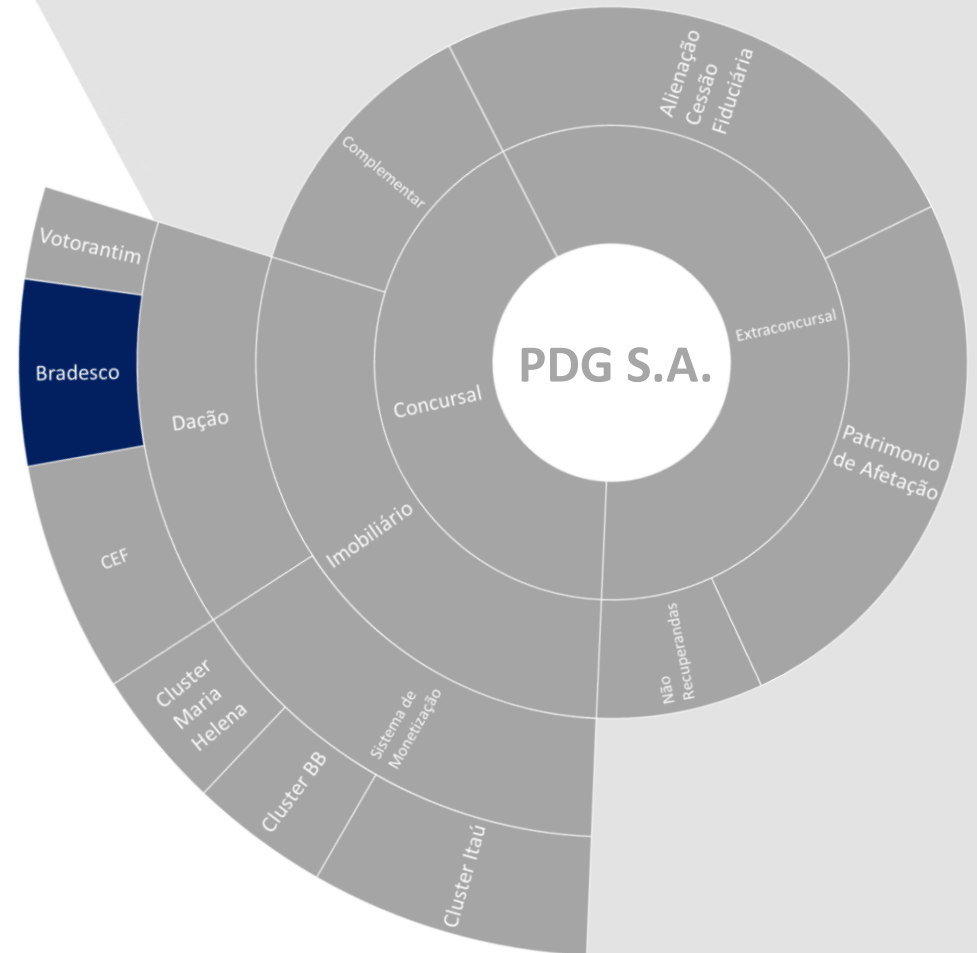 PDG S.A.
Concursal
Extraconcursal
Complementar
Alienação
Cessão
Fiduciária
Patrimonio
de Afetação
Não
Recuperandas
Imobiliário
Dação
Votorantim
Bradesco
CEF
Sistema de
Monetização
Cluster
Maria
Helena
Cluster BB
Cluster Itaú